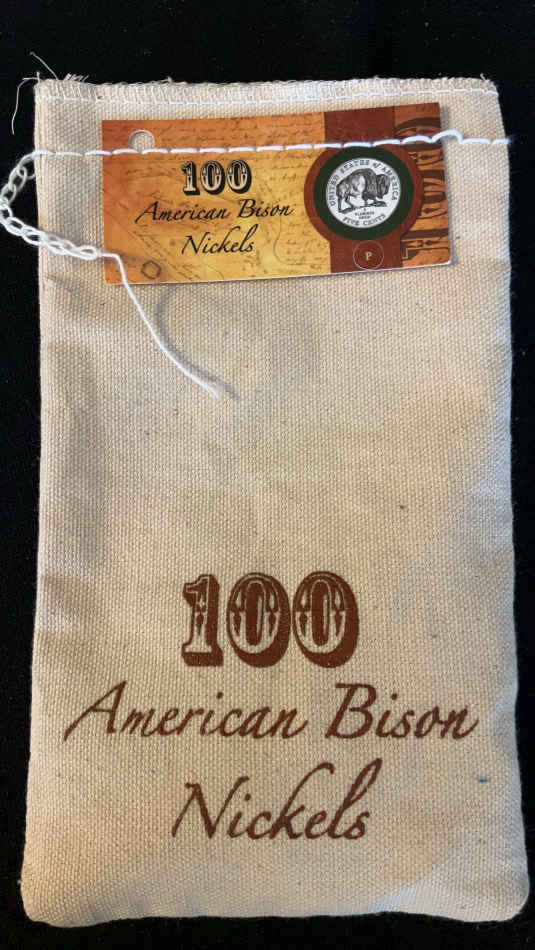 100
American Bison
Nickels
UNITED STATES of AMERICA
E PLURIBUS UNUM
FIVE CENTS
P
100
American Bison
Nickels